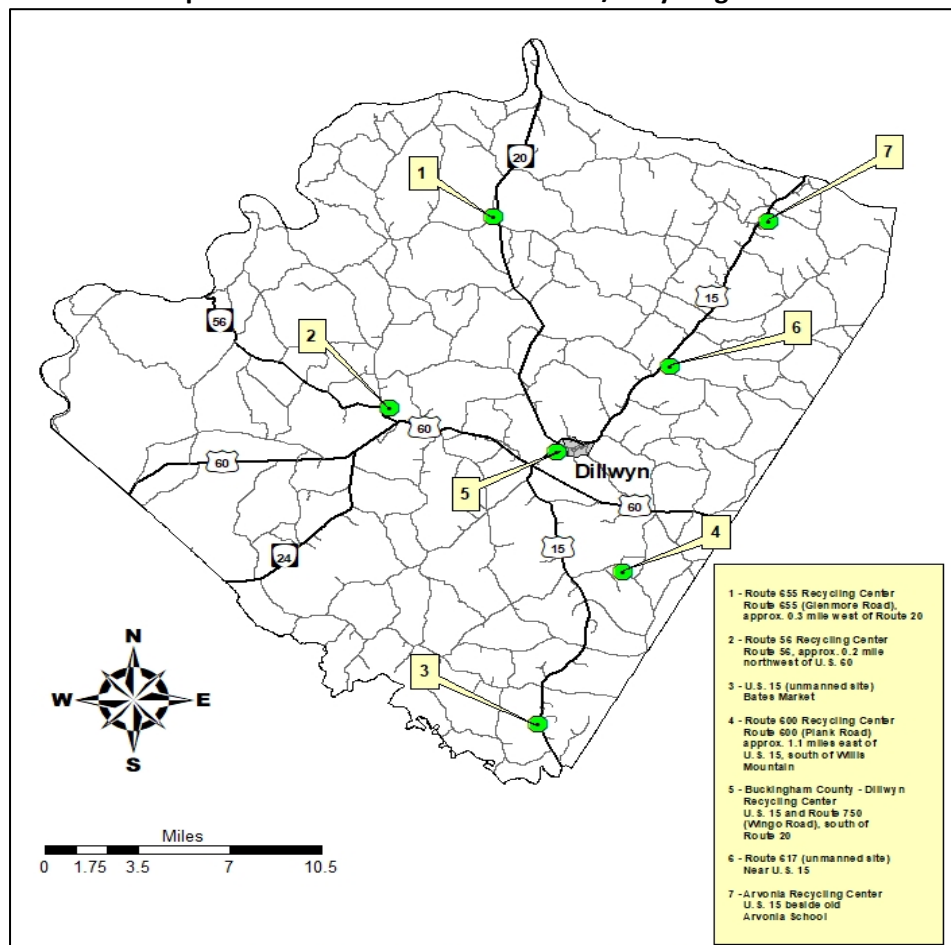 1
20
7
15
56
6
2
60
60
5
Dillwyn
60
15
4
24
3
N
W E
S
Miles
0 1.75 3.5 7 10.5
1 - Route 655 Recycling Center
Route 655 (Glenmore Road),
approx. 0.3 mile west of Route 20
2 - Route 56 Recycling Center
Route 56, approx. 0.2 mile
northwest of U.S. 60
3 - U.S. 15 (unmanned site)
Bates Market
4 - Route 600 Recycling Center
Route 600 (Plank Road)
approx. 1.1 miles east of
U.S. 15, south of Willis
Mountain
5 - Buckingham County - Dillwyn
Recycling Center
U.S. 15 and Route 750
(Wingo Road), south of
Route 20
6 - Route 617 (unmanned site)
Near U.S. 15
7 - Arvonia Recycling Center
U.S. 15 beside old
Arvonia School